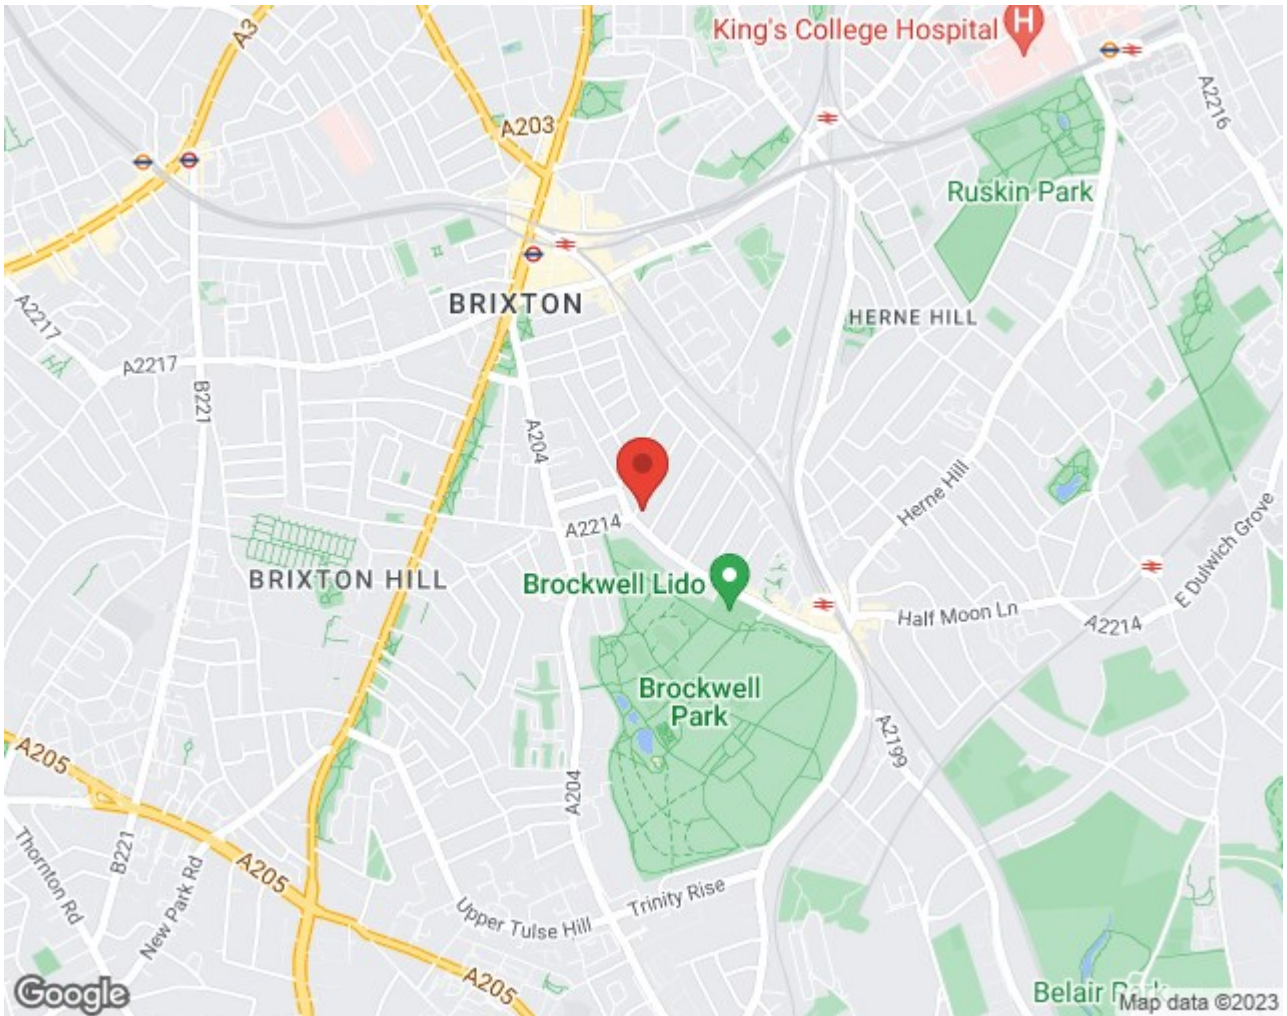 King's College Hospital
H
A3
A203
A2216
Ruskin Park
BRIXTON
A2217
HERNE HILL
A2217
B221
A204
Herne Hill
A2214
E Dulwich Grove
BRIXTON HILL
Brockwell Lido
Half Moon Ln
A2214
Brockwell
Park
A205
A2199
A204
B221
Thornton Rd
New Park Rd
A205
Trinity Rise
Upper Tulse Hill
A205
Belair Park
Google
Map data ©2023